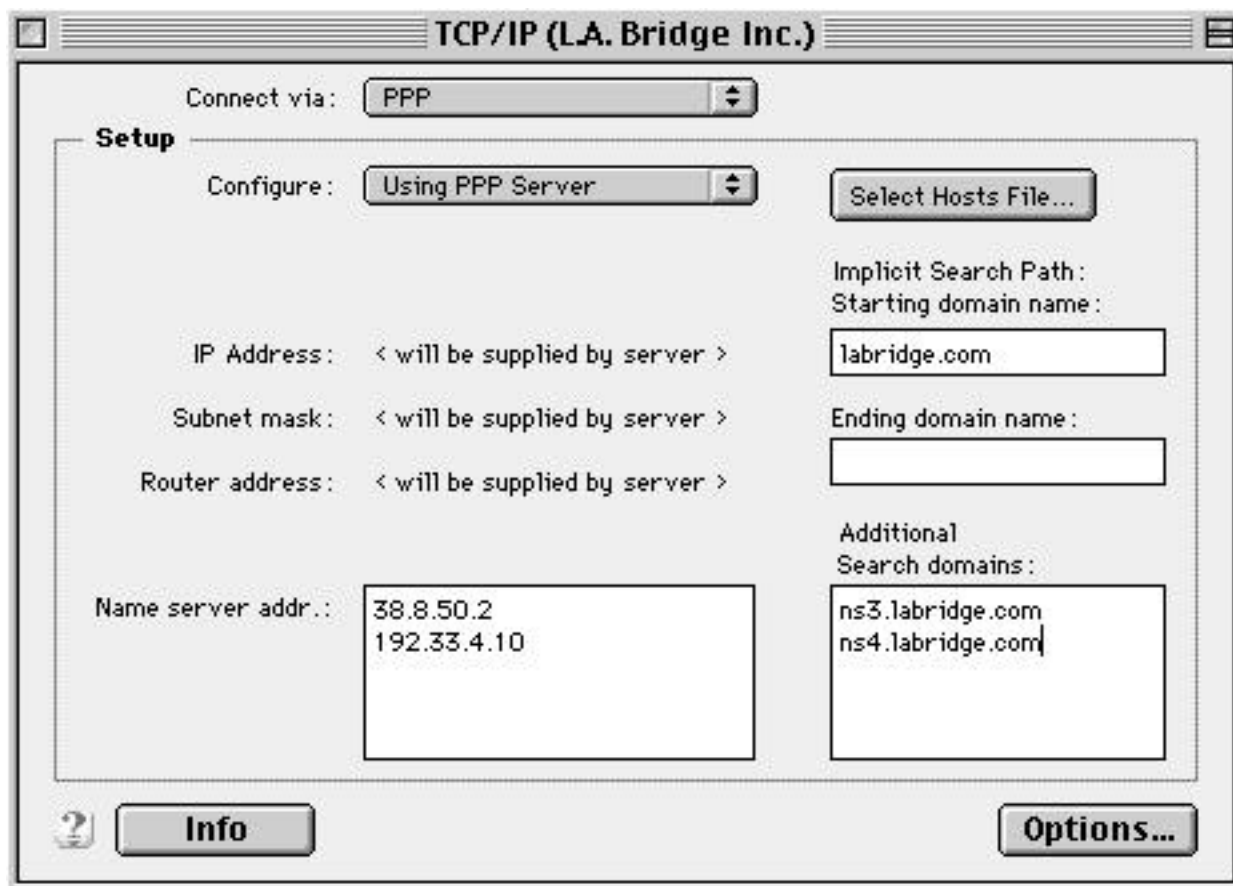 TCP/IP (L.A. Bridge Inc.)
Connect via: PPP
Setup
Configure: Using PPP Server
Select Hosts File...
Implicit Search Path:
Starting domain name:
IP Address: < will be supplied by server >
labridge.com
Subnet mask: < will be supplied by server >
Ending domain name:
Router address: < will be supplied by server >
Additional
Search domains:
Name server addr.: 38.8.50.2
192.33.4.10
ns3.labridge.com
ns4.labridge.com
?
Info
Options...